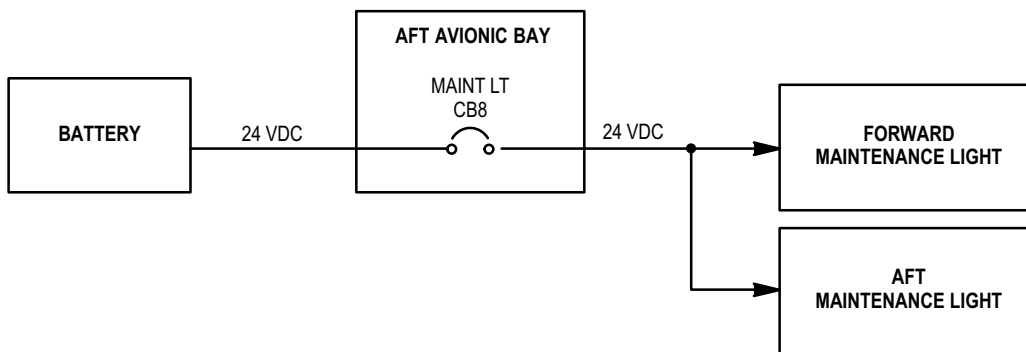 AFT AVIONIC BAY
MAINT LT
CB8
BATTERY
24 VDC
24 VDC
FORWARD
MAINTENANCE LIGHT
AFT
MAINTENANCE LIGHT